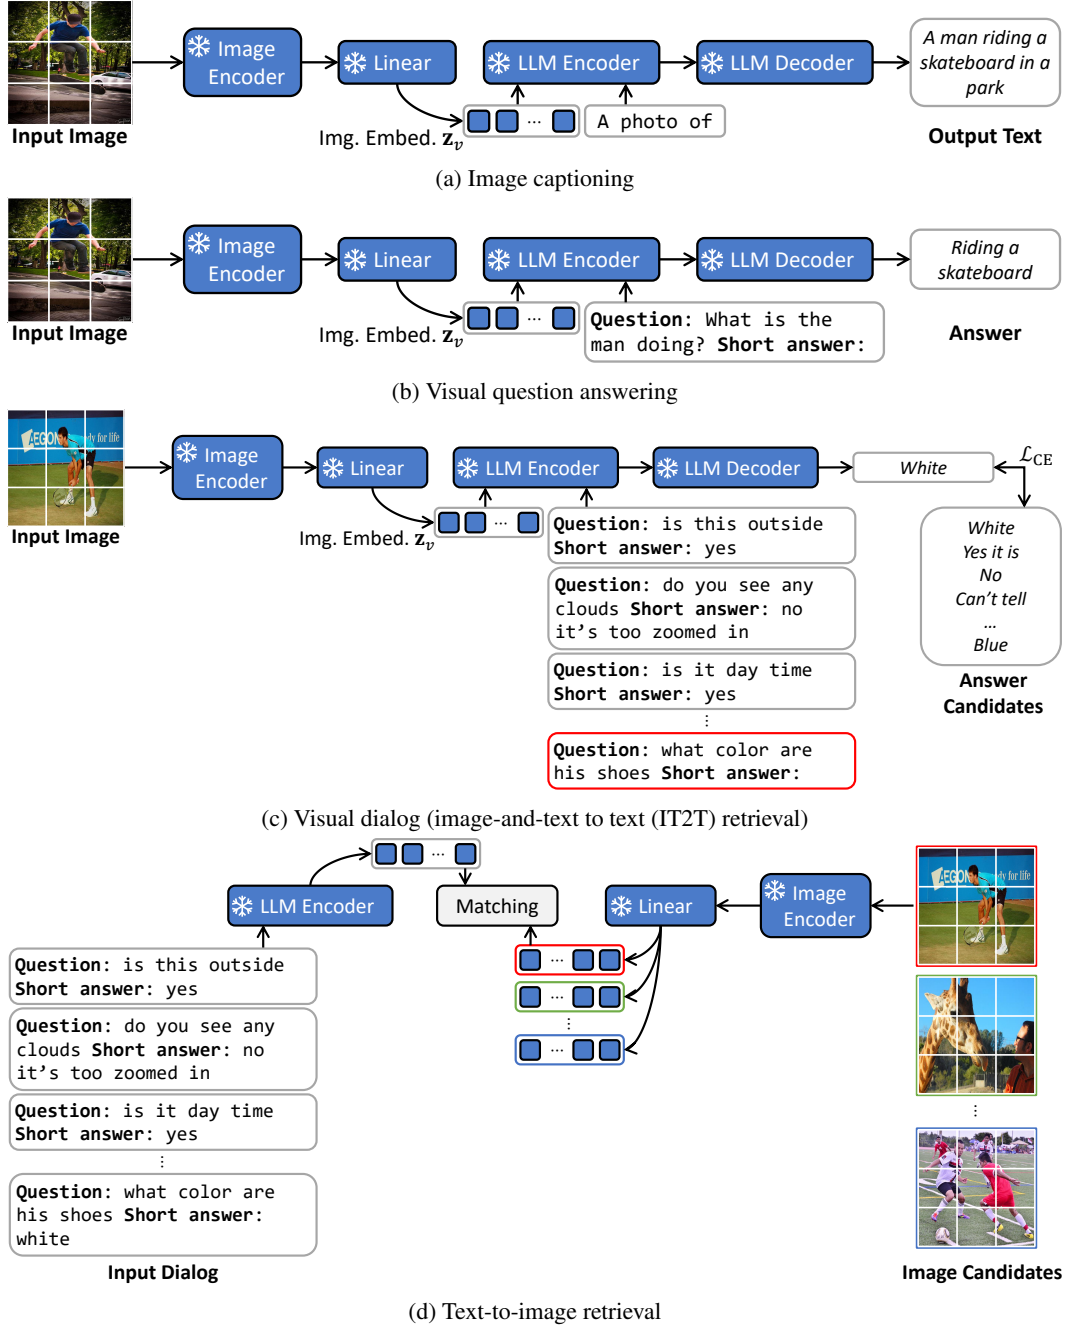 Image
Encoder
Linear
LLM Encoder
LLM Decoder
A man riding a
skateboard in a
park
Input Image
Img. Embed. z_v
...
A photo of
Output Text
(a) Image captioning
Image
Encoder
Linear
LLM Encoder
LLM Decoder
Riding a
skateboard
Input Image
Img. Embed. z_v
...
Question: What is the
man doing? Short answer:
Answer
(b) Visual question answering
AEGON
dy for life
Image
Encoder
Linear
LLM Encoder
LLM Decoder
White
L_CE
Input Image
Img. Embed. z_v
...
Question: is this outside
Short answer: yes
Question: do you see any
clouds Short answer: no
it's too zoomed in
Question: is it day time
Short answer: yes
...
Question: what color are
his shoes Short answer:
White
Yes it is
No
Can't tell
...
Blue
Answer
Candidates
(c) Visual dialog (image-and-text to text (IT2T) retrieval)
...
LLM Encoder
Matching
Linear
Image
Encoder
AEGON
dy for life
...
...
...
...
Question: is this outside
Short answer: yes
Question: do you see any
clouds Short answer: no
it's too zoomed in
Question: is it day time
Short answer: yes
...
Question: what color are
his shoes Short answer:
white
Input Dialog
...
Image Candidates
(d) Text-to-image retrieval